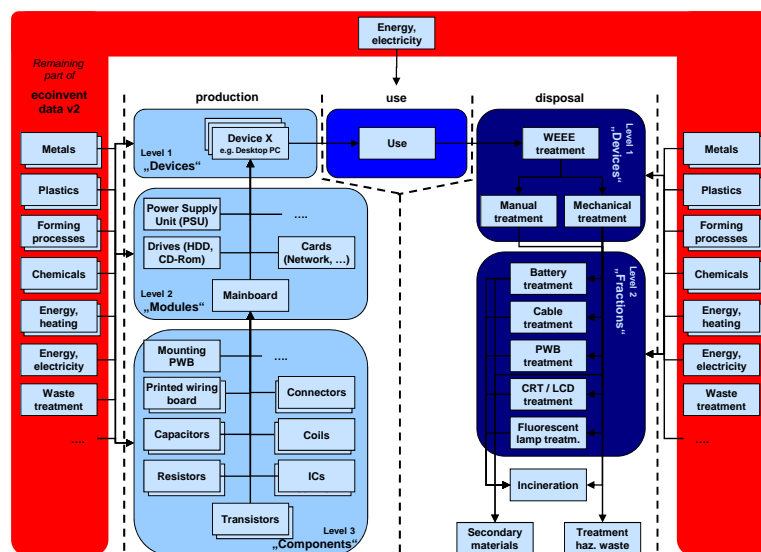 Energy,
electricity
Remaining
part of
ecoinvent
data v2
production
use
disposal
Metals
Plastics
Forming
processes
Chemicals
Energy,
heating
Energy,
electricity
Waste
treatment
....
Level 1
„Devices“
Device X
e.g. Desktop PC
Use
WEEE
treatment
Level 1
„Devices“
Manual
treatment
Mechanical
treatment
Power Supply
Unit (PSU)
....
Drives (HDD,
CD-Rom)
Cards
(Network, ...)
Level 2
„Modules“
Mainboard
Mounting
PWB
....
Printed wiring
board
Connectors
Capacitors
Coils
Resistors
ICs
Transistors
Level 3
„Components“
Level 2
„Fractions“
Battery
treatment
Cable
treatment
PWB
treatment
CRT / LCD
treatment
Fluorescent
lamp treatm.
Incineration
Secondary
materials
Treatment
haz. waste
Metals
Plastics
Forming
processes
Chemicals
Energy,
heating
Energy,
electricity
Waste
treatment
....